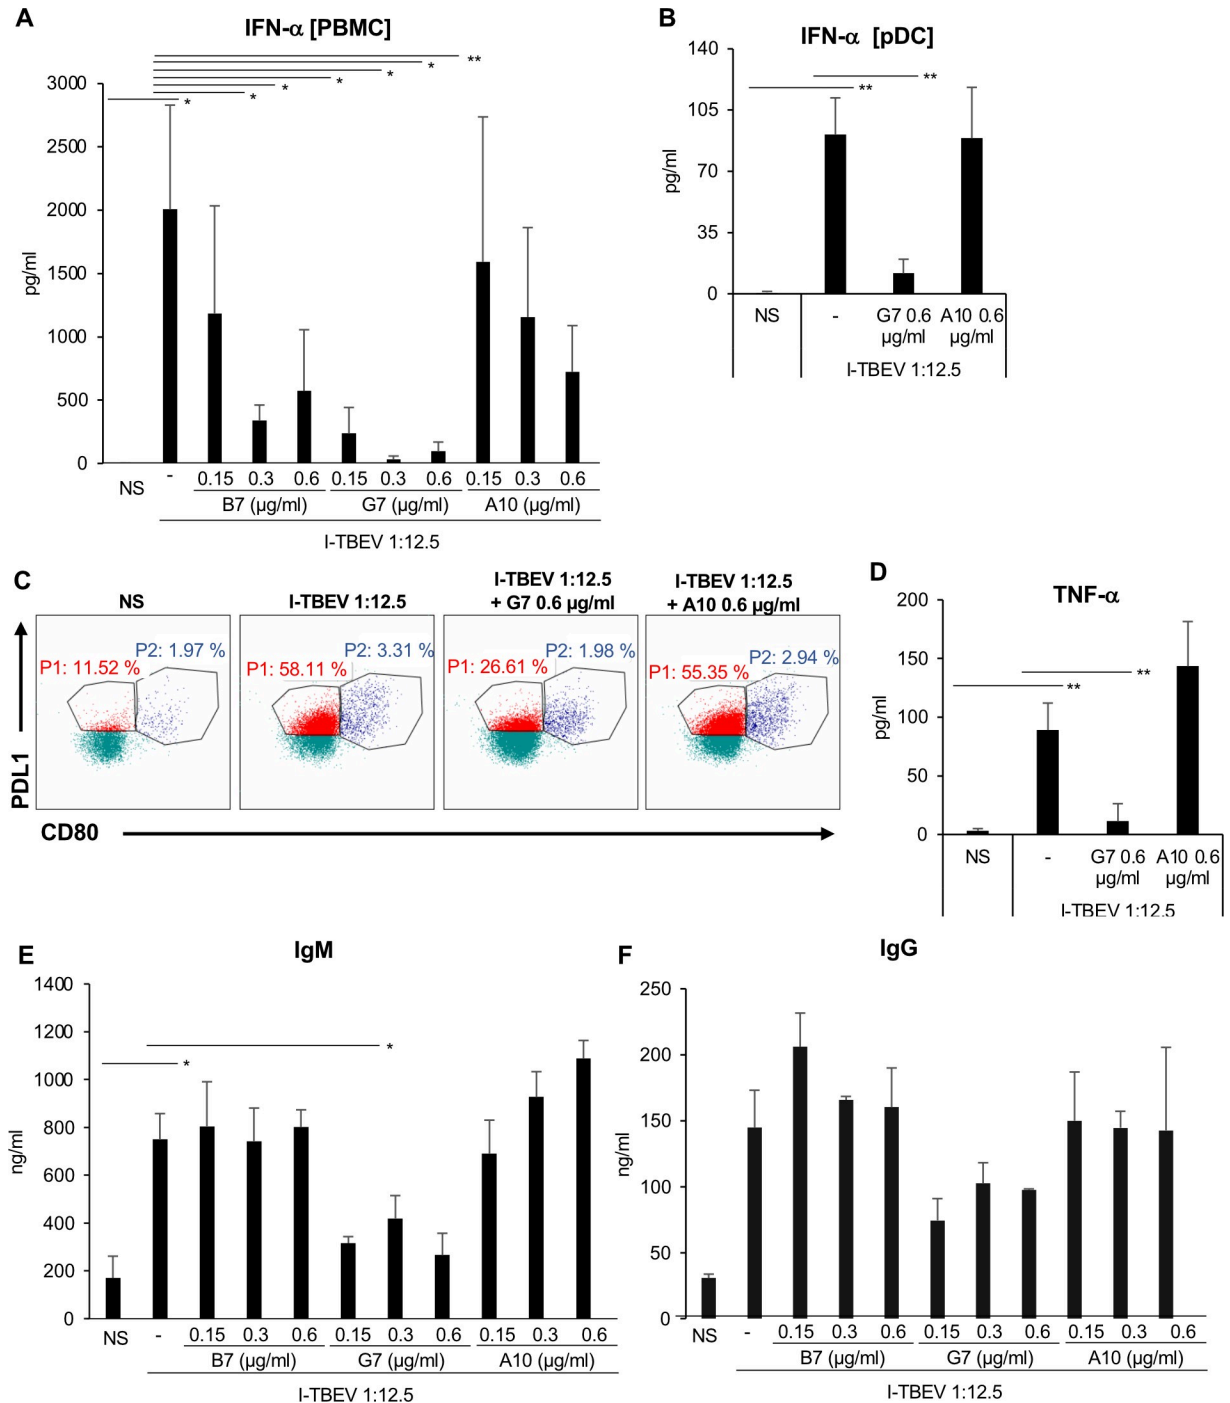 A
IFN-α [PBMC]
**
*
*
*
*
*
*
3000
2500
2000
1500
1000
500
0
pg/ml
NS
-
0.15 0.3 0.6 0.15 0.3 0.6 0.15 0.3 0.6
B7 (µg/ml) G7 (µg/ml) A10 (µg/ml)
I-TBEV 1:12.5
B
IFN-α [pDC]
**
**
140
105
70
35
0
pg/ml
NS - G7 0.6 A10 0.6
µg/ml µg/ml
I-TBEV 1:12.5
C
NS
P1: 11.52 %
P2: 1.97 %
I-TBEV 1:12.5
P1: 58.11 %
P2: 3.31 %
I-TBEV 1:12.5
+ G7 0.6 µg/ml
P1: 26.61 %
P2: 1.98 %
I-TBEV 1:12.5
+ A10 0.6 µg/ml
P1: 55.35 %
P2: 2.94 %
PDL1
CD80
D
TNF-α
**
**
200
150
100
50
0
pg/ml
NS - G7 0.6 A10 0.6
µg/ml µg/ml
I-TBEV 1:12.5
E
IgM
*
*
1400
1200
1000
800
600
400
200
0
ng/ml
NS - 0.15 0.3 0.6 0.15 0.3 0.6 0.15 0.3 0.6
B7 (µg/ml) G7 (µg/ml) A10 (µg/ml)
I-TBEV 1:12.5
F
IgG
250
200
150
100
50
0
ng/ml
NS - 0.15 0.3 0.6 0.15 0.3 0.6 0.15 0.3 0.6
B7 (µg/ml) G7 (µg/ml) A10 (µg/ml)
I-TBEV 1:12.5